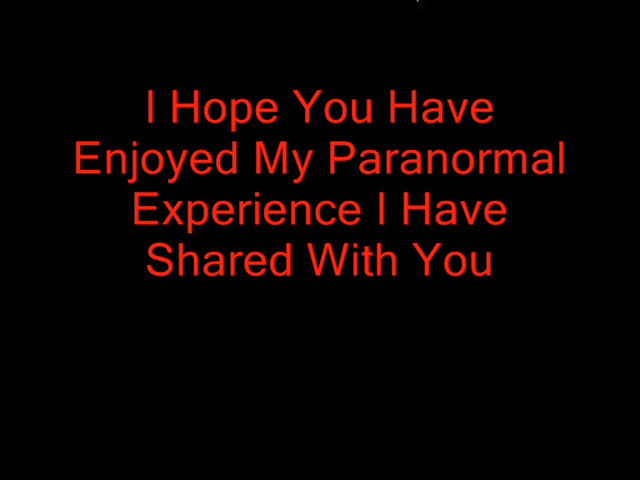 I Hope You Have
Enjoyed My Paranormal
Experience I Have
Shared With You